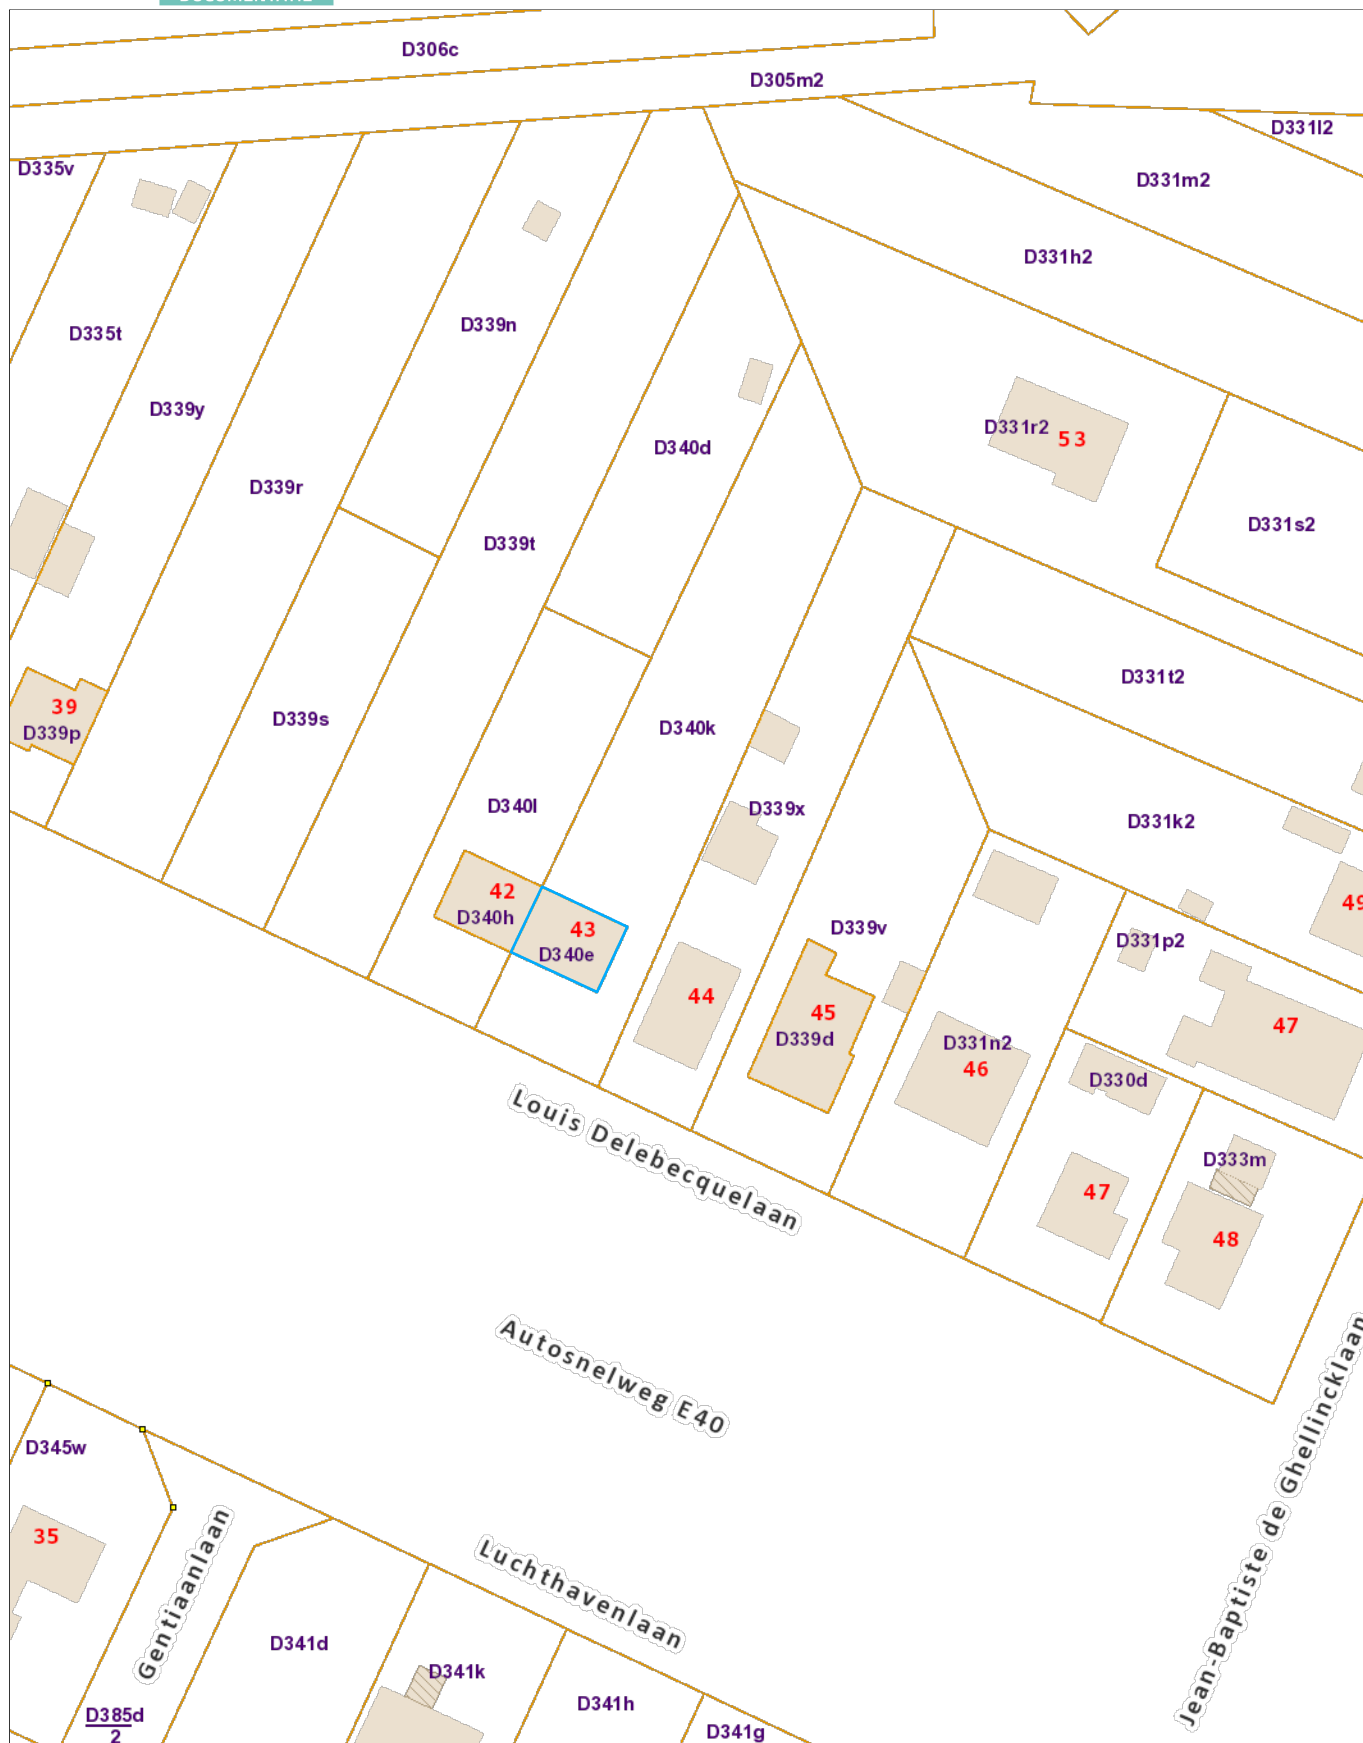 D306c
D305m2
D331l2
D335v
D331m2
D331h2
D339n
D335t
D339y
D331r2
53
D340d
D339r
D331s2
D339t
D331t2
39
D339p
D339s
D340k
D340l
D339x
D331k2
42
D340h
43
D340e
49
D339v
D331p2
44
45
D339d
47
D331n2
46
D330d
D333m
47
48
Louis Delebecquelaan
Autosnelweg E40
Jean-Baptiste de Ghellincklaan
D345w
35
Gentiaanlaan
Luchthavenlaan
D341d
D341k
D341h
D385d
2
D341g